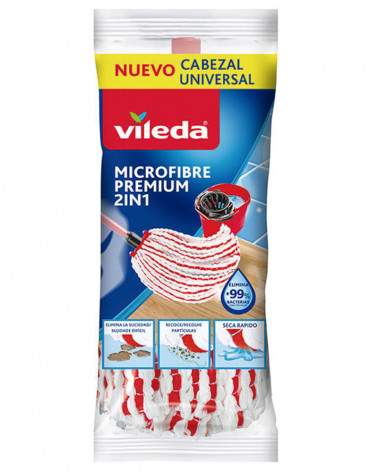 NUEVO CABEZAL
UNIVERSAL
vileda
MICROFIBRE
PREMIUM
2IN1
ELIMINA
+99%
BACTERIAS
ELIMINA LA SUCIEDAD/
SUJIDADE DIFÍCIL
RECOGE/RECOLHE
PARTÍCULAS
SECA RÁPIDO